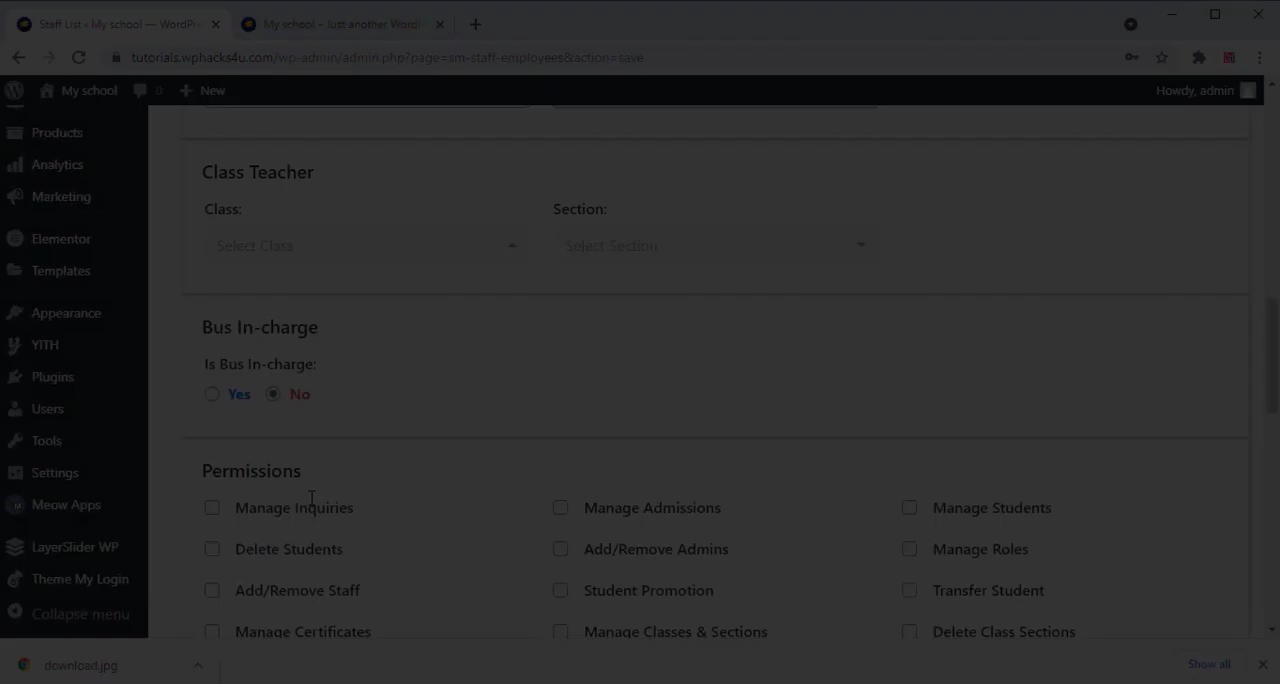 Staff List ‹ My school — WordPre
My school – Just another WordPr
tutorials.wphacks4u.com/wp-admin/admin.php?page=sm-staff-employees&action=save
My school
0
New
Howdy, admin
Products
Analytics
Marketing
Elementor
Templates
Appearance
YITH
Plugins
Users
Tools
Settings
Meow Apps
LayerSlider WP
Theme My Login
Collapse menu
Class Teacher
Class:
Section:
Select Class
Select Section
Bus In-charge
Is Bus In-charge:
Yes
No
Permissions
Manage Inquiries
Manage Admissions
Manage Students
Delete Students
Add/Remove Admins
Manage Roles
Add/Remove Staff
Student Promotion
Transfer Student
Manage Certificates
Manage Classes & Sections
Delete Class Sections
download.jpg
Show all